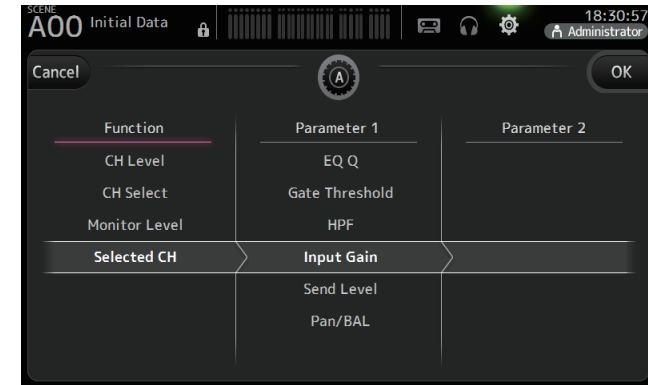 SCENE
A00 Initial Data
18:30:57
Administrator
Cancel
A
OK
Function
Parameter 1
Parameter 2
CH Level
EQ Q
CH Select
Gate Threshold
Monitor Level
HPF
Selected CH
Input Gain
Send Level
Pan/BAL